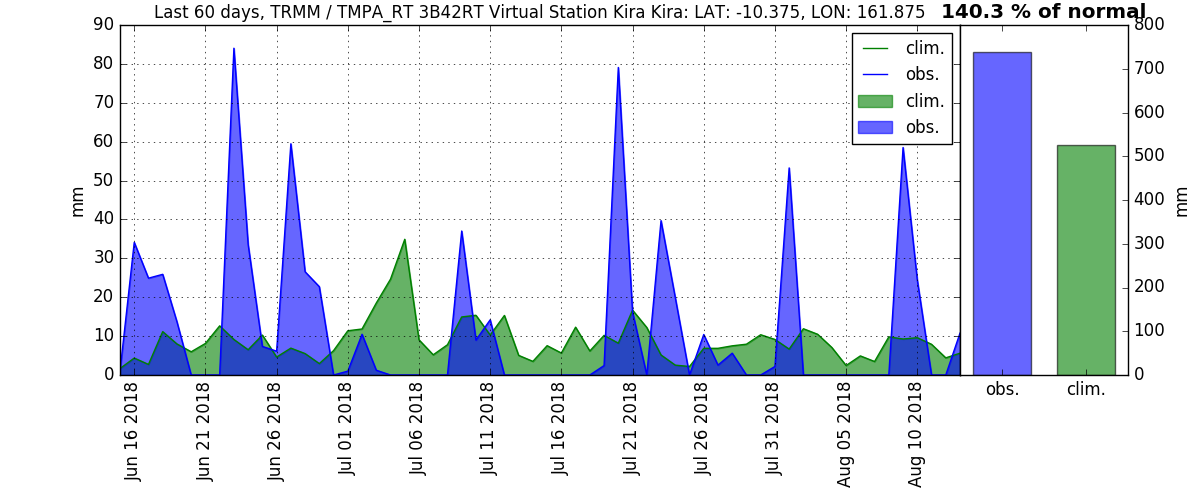 Last 60 days, TRMM / TMPA_RT 3B42RT Virtual Station Kira Kira: LAT: -10.375, LON: 161.875 140.3 % of normal
90
80
70
60
50
40
30
20
10
0
mm
clim.
obs.
clim.
obs.
800
700
600
500
400
300
200
100
0
mm
obs. clim.
Jun 16 2018
Jun 21 2018
Jun 26 2018
Jul 01 2018
Jul 06 2018
Jul 11 2018
Jul 16 2018
Jul 21 2018
Jul 26 2018
Jul 31 2018
Aug 05 2018
Aug 10 2018